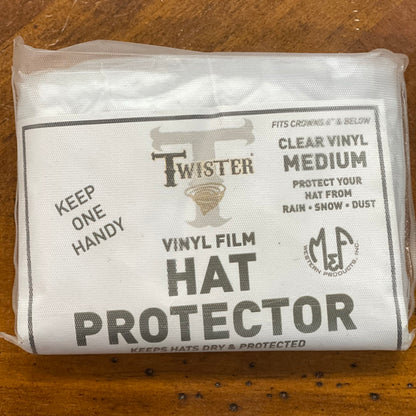 FITS CROWNS 6" & BELOW
TWISTER
CLEAR VINYL
MEDIUM
PROTECT YOUR
HAT FROM
RAIN • SNOW • DUST
KEEP
ONE
HANDY
M&F
WESTERN PRODUCTS, INC.
VINYL FILM
HAT
PROTECTOR
KEEPS HATS DRY & PROTECTED